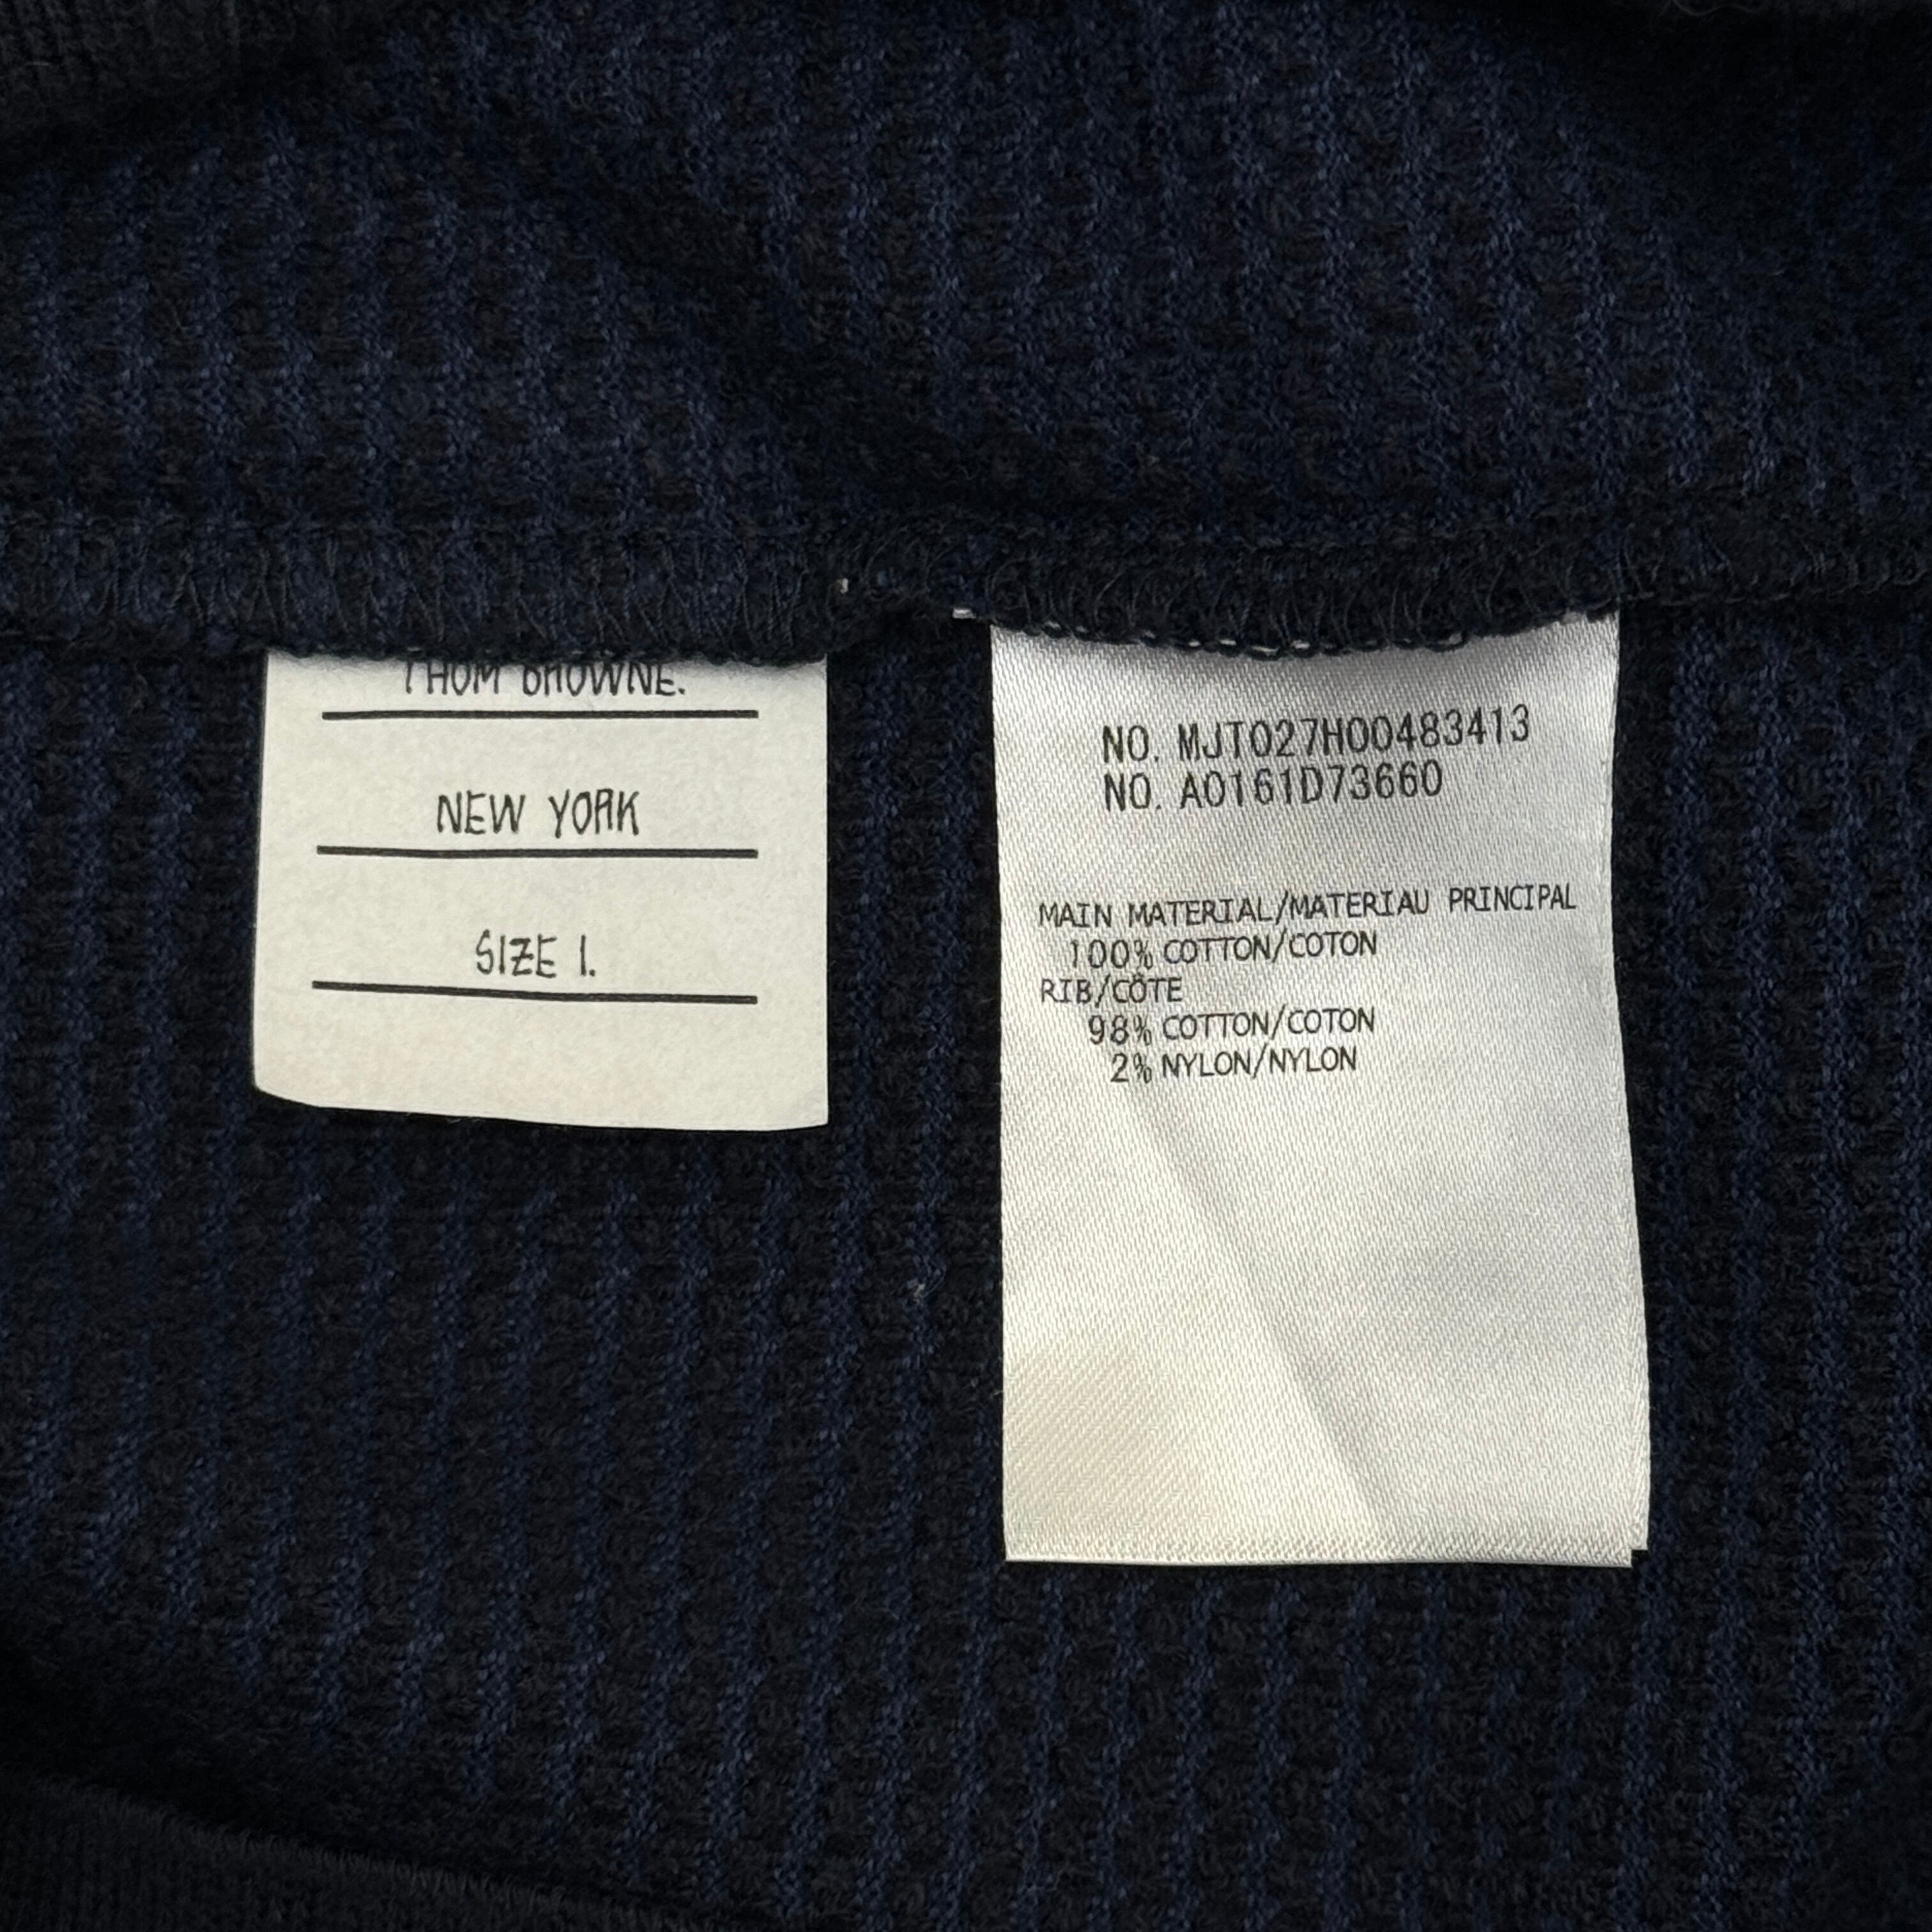 THOM BROWNE.
NEW YORK
SIZE 1.
NO. MJT027H00483413
NO. A0161D73660
MAIN MATERIAL/MATERIAU PRINCIPAL
100% COTTON/COTON
RIB/CÔTE
98% COTTON/COTON
2% NYLON/NYLON